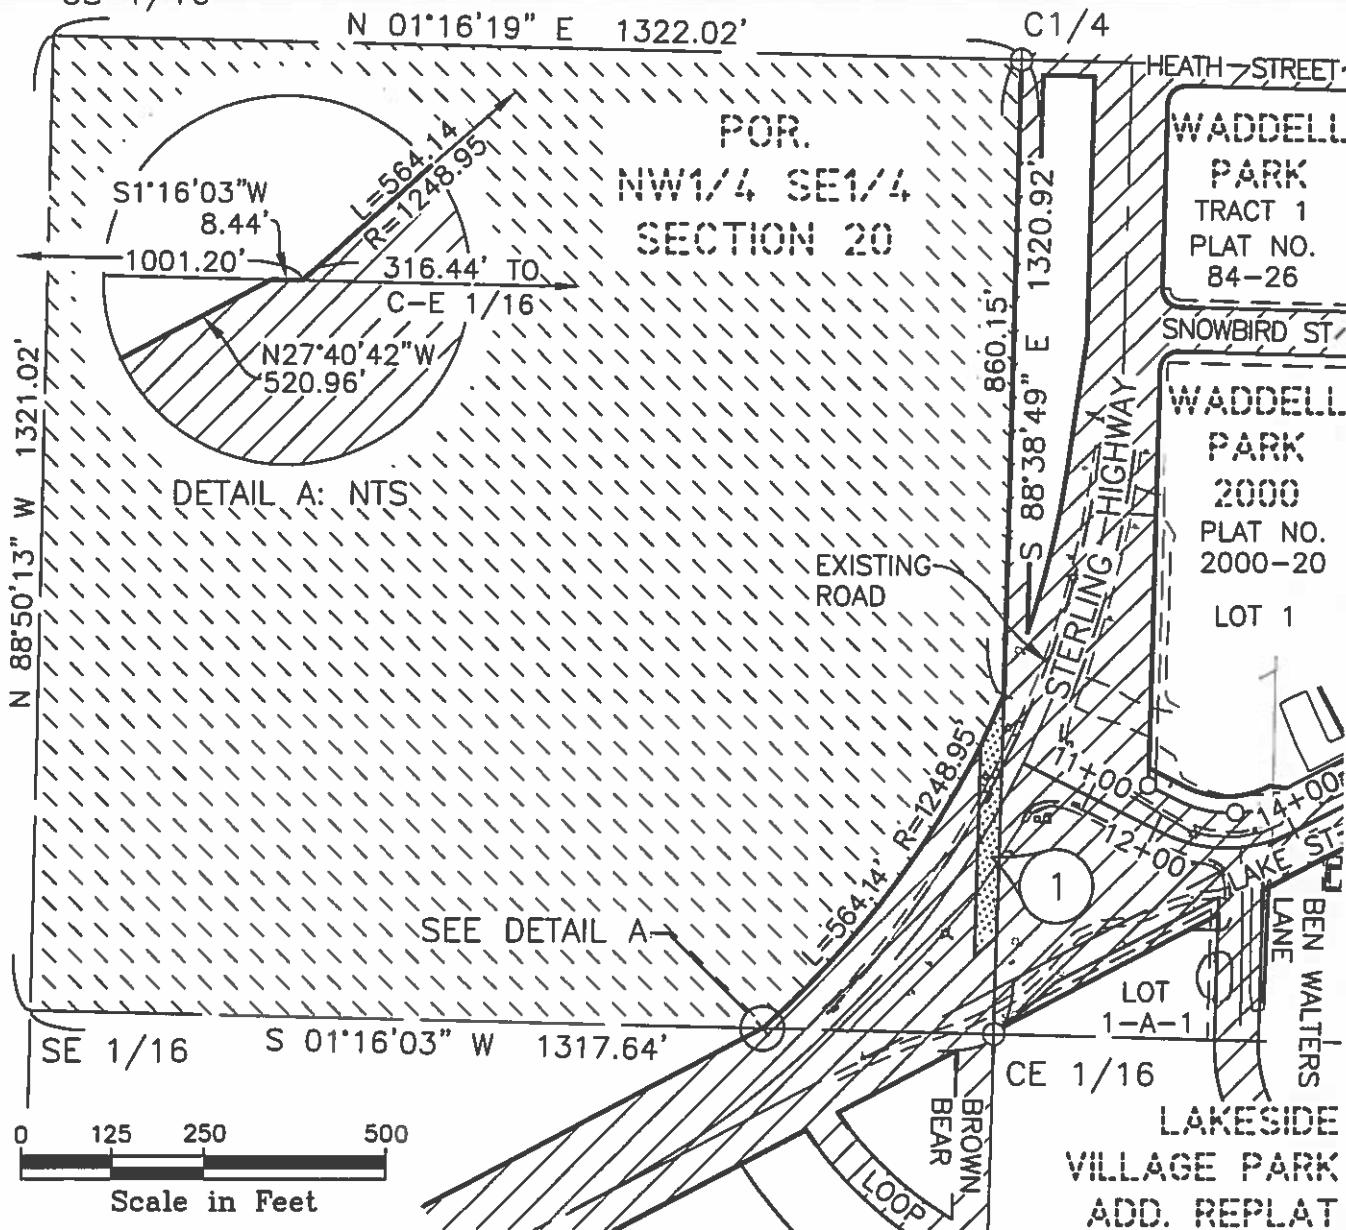 N 01°16'19" E 1322.02'
C1/4
HEATH STREET
POR.
NW1/4 SE1/4
SECTION 20
WADDELL
PARK
TRACT 1
PLAT NO.
84-26
L=564.14
R=1248.95
S1°16'03"W
8.44'
1001.20'
316.44' TO
C-E 1/16
N27°40'42"W
520.96'
DETAIL A: NTS
N 88°50'13" W 1321.02'
860.15'
S 88°38'49" E 1320.92'
SNOWBIRD ST
WADDELL
PARK
2000
PLAT NO.
2000-20
LOT 1
STERLING HIGHWAY
EXISTING
ROAD
L=564.14' R=1248.95'
11+00
12+00
14+00
LAKE ST
1
SEE DETAIL A
BEN WALTERS
LANE
LOT
1-A-1
SE 1/16
S 01°16'03" W 1317.64'
CE 1/16
BROWN
BEAR
LOOP
LAKESIDE
VILLAGE PARK
ADD. REPLAT
0 125 250 500
Scale in Feet